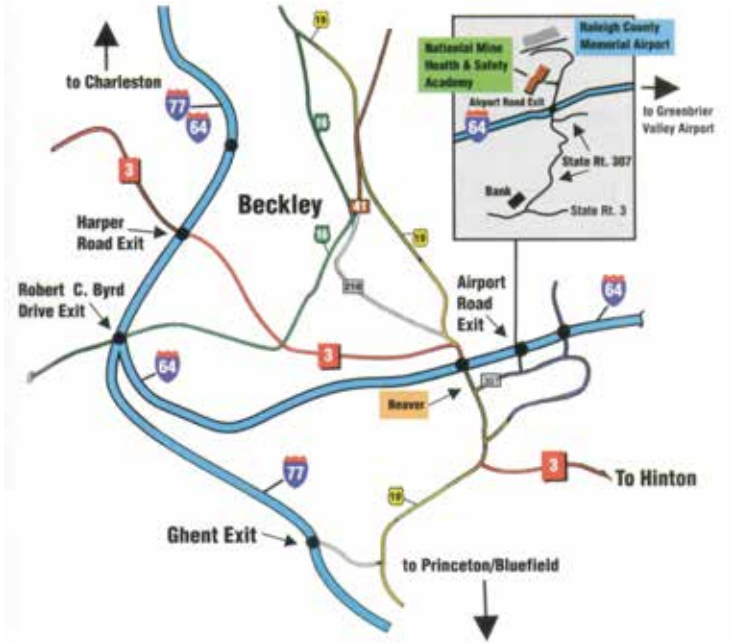 to Charleston
77
64
3
Harper
Road Exit
Robert C. Byrd
Drive Exit
64
Beckley
19
41
19
210
3
Beaver
Airport
Road
Exit
64
307
19
3
To Hinton
77
Ghent Exit
to Princeton/Bluefield
National Mine
Health & Safety
Academy
Raleigh County
Memorial Airport
Airport Road Exit
64
to Greenbrier
Valley Airport
State Rt. 307
Bank
State Rt. 3